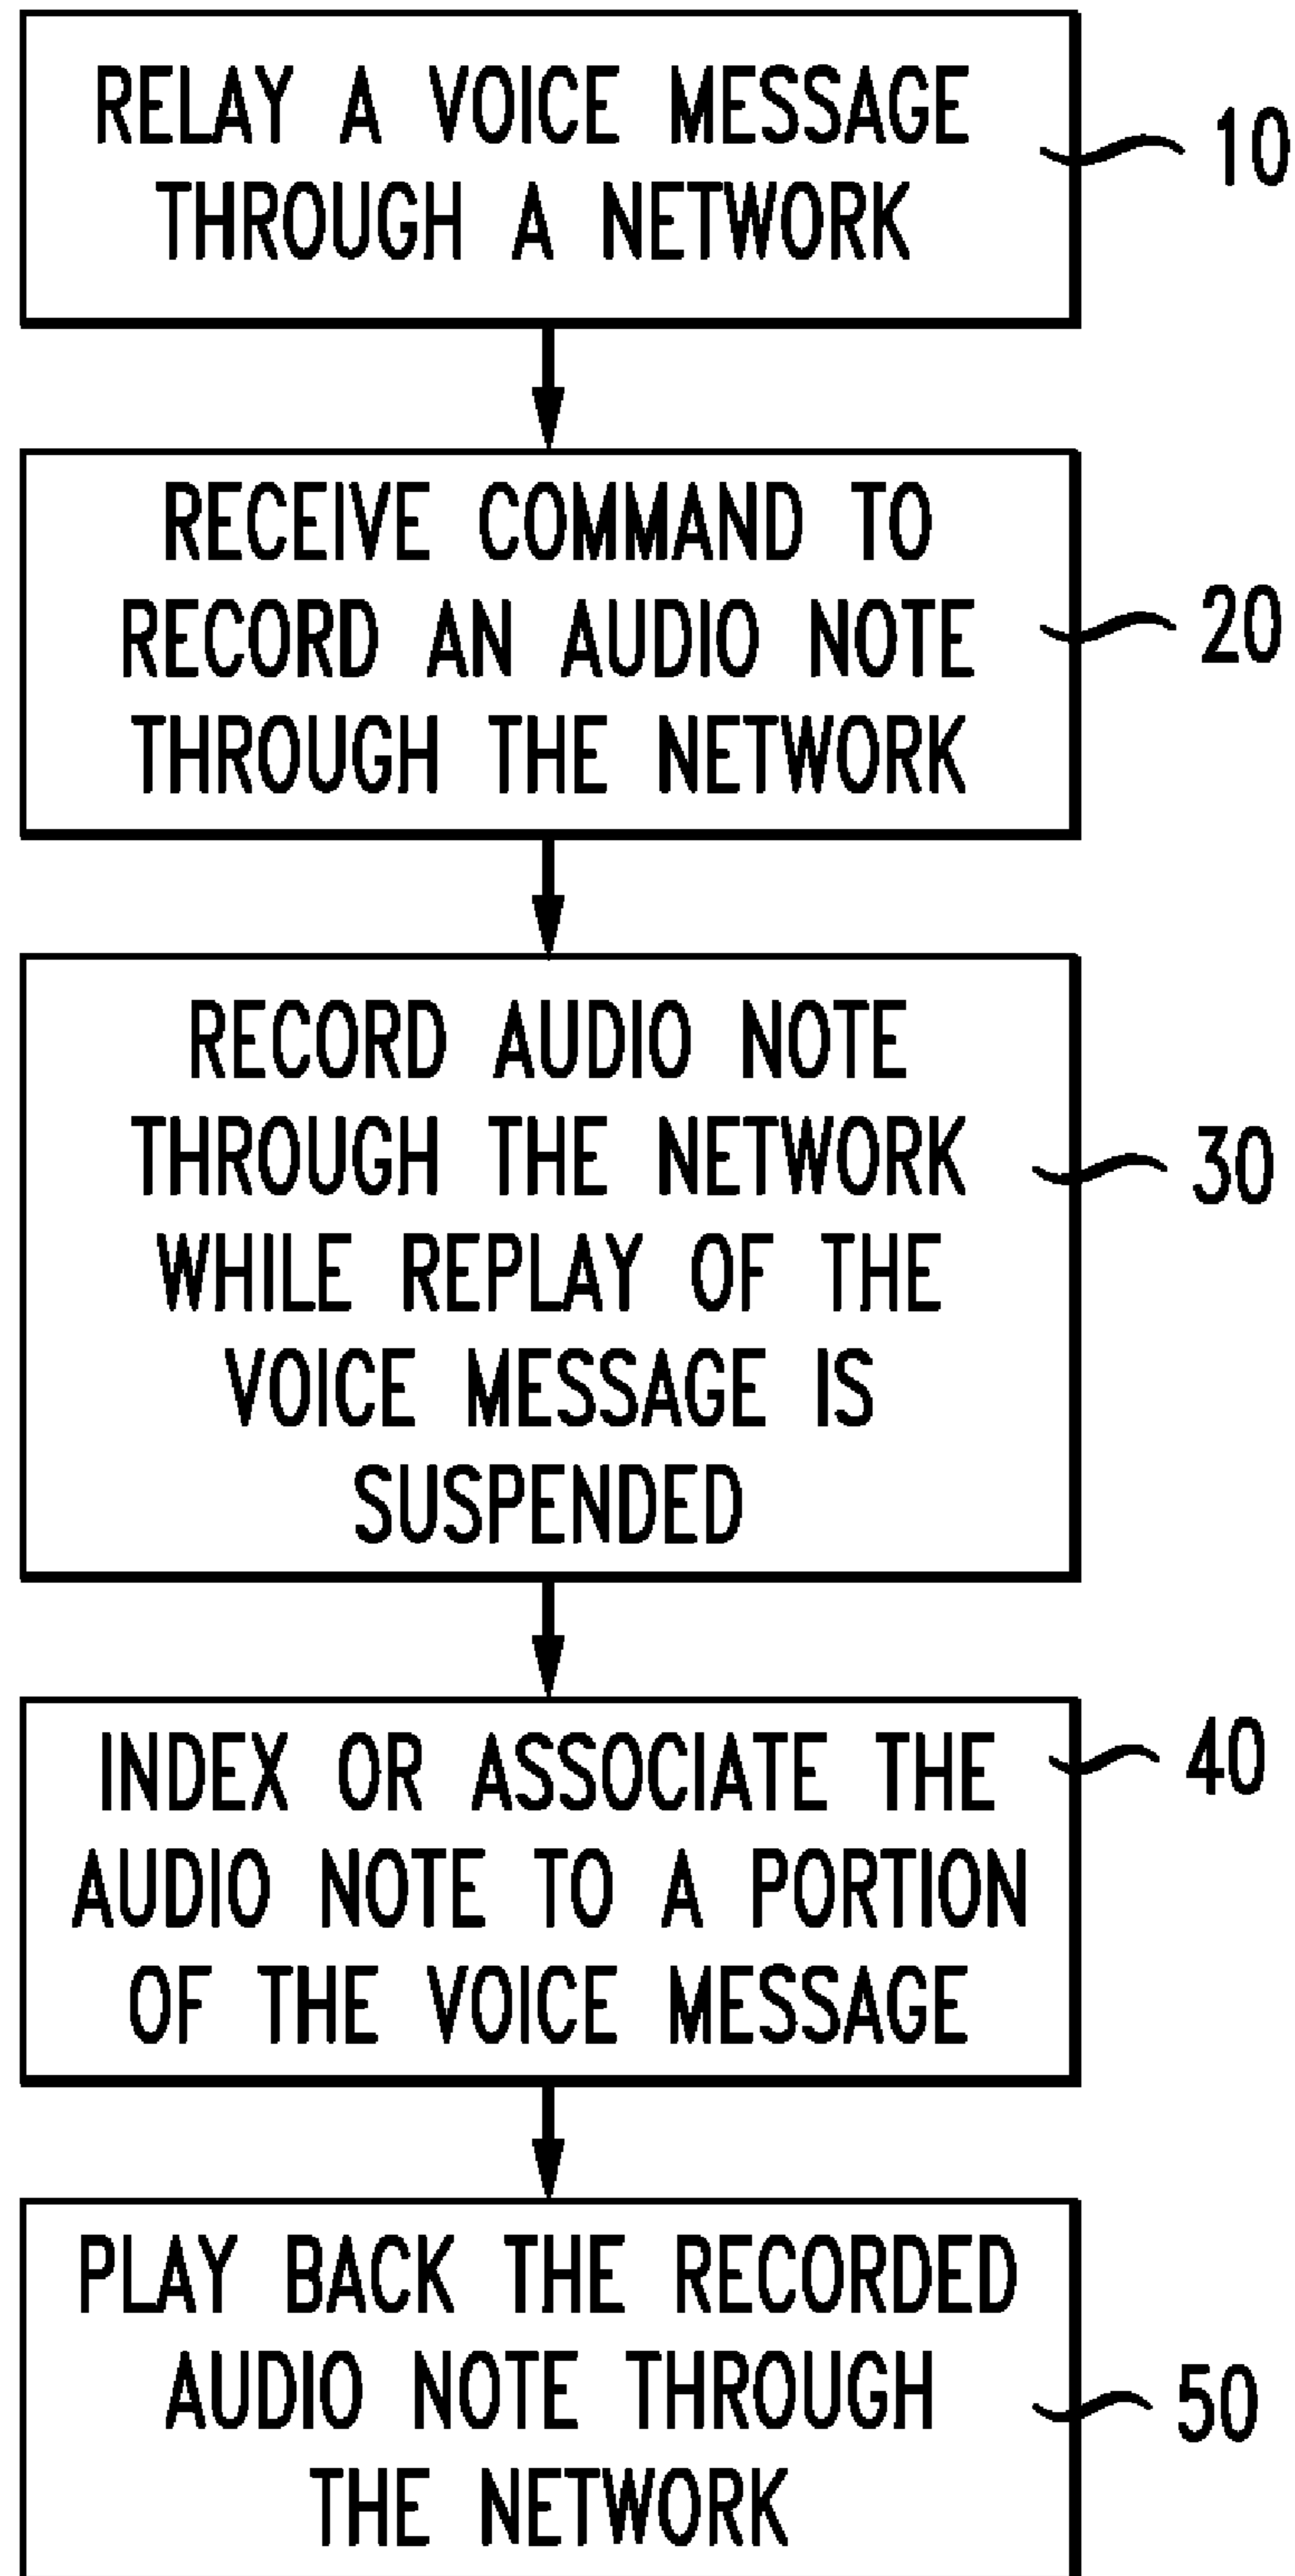 RELAY A VOICE MESSAGE
THROUGH A NETWORK
10
RECEIVE COMMAND TO
RECORD AN AUDIO NOTE
THROUGH THE NETWORK
20
RECORD AUDIO NOTE
THROUGH THE NETWORK
WHILE REPLAY OF THE
VOICE MESSAGE IS
SUSPENDED
30
INDEX OR ASSOCIATE THE
AUDIO NOTE TO A PORTION
OF THE VOICE MESSAGE
40
PLAY BACK THE RECORDED
AUDIO NOTE THROUGH
THE NETWORK
50